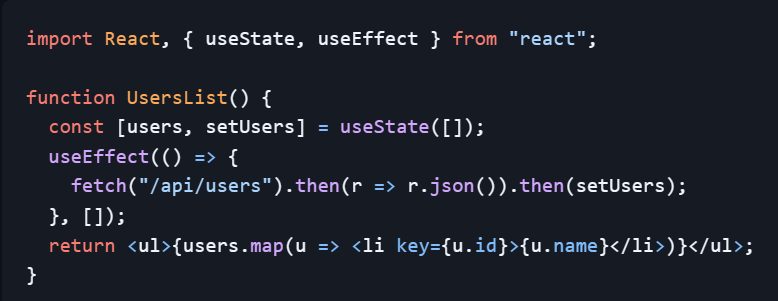 import React, { useState, useEffect } from "react";

function UsersList() {
  const [users, setUsers] = useState([]);
  useEffect(() => {
    fetch("/api/users").then(r => r.json()).then(setUsers);
  }, []);
  return <ul>{users.map(u => <li key={u.id}>{u.name}</li>)}</ul>;
}